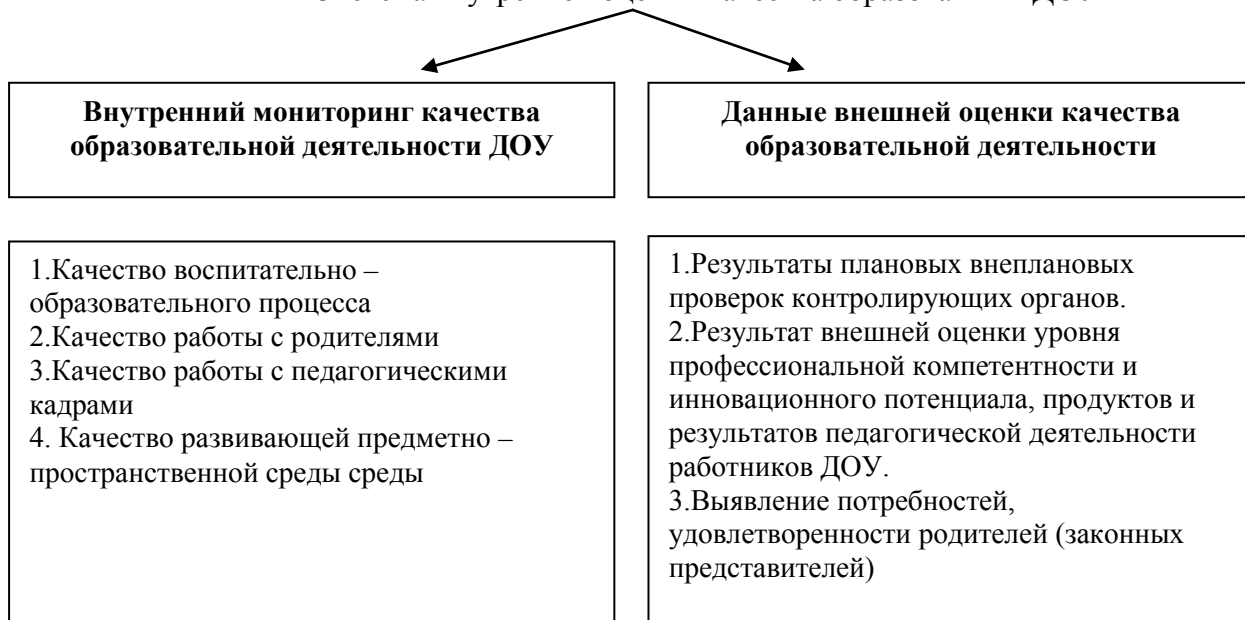 Внутренний мониторинг качества
образовательной деятельности ДОУ
Данные внешней оценки качества
образовательной деятельности
1.Качество воспитательно –
образовательного процесса
2.Качество работы с родителями
3.Качество работы с педагогическими
кадрами
4. Качество развивающей предметно –
пространственной среды среды
1.Результаты плановых внеплановых
проверок контролирующих органов.
2.Результат внешней оценки уровня
профессиональной компетентности и
инновационного потенциала, продуктов и
результатов педагогической деятельности
работников ДОУ.
3.Выявление потребностей,
удовлетворенности родителей (законных
представителей)